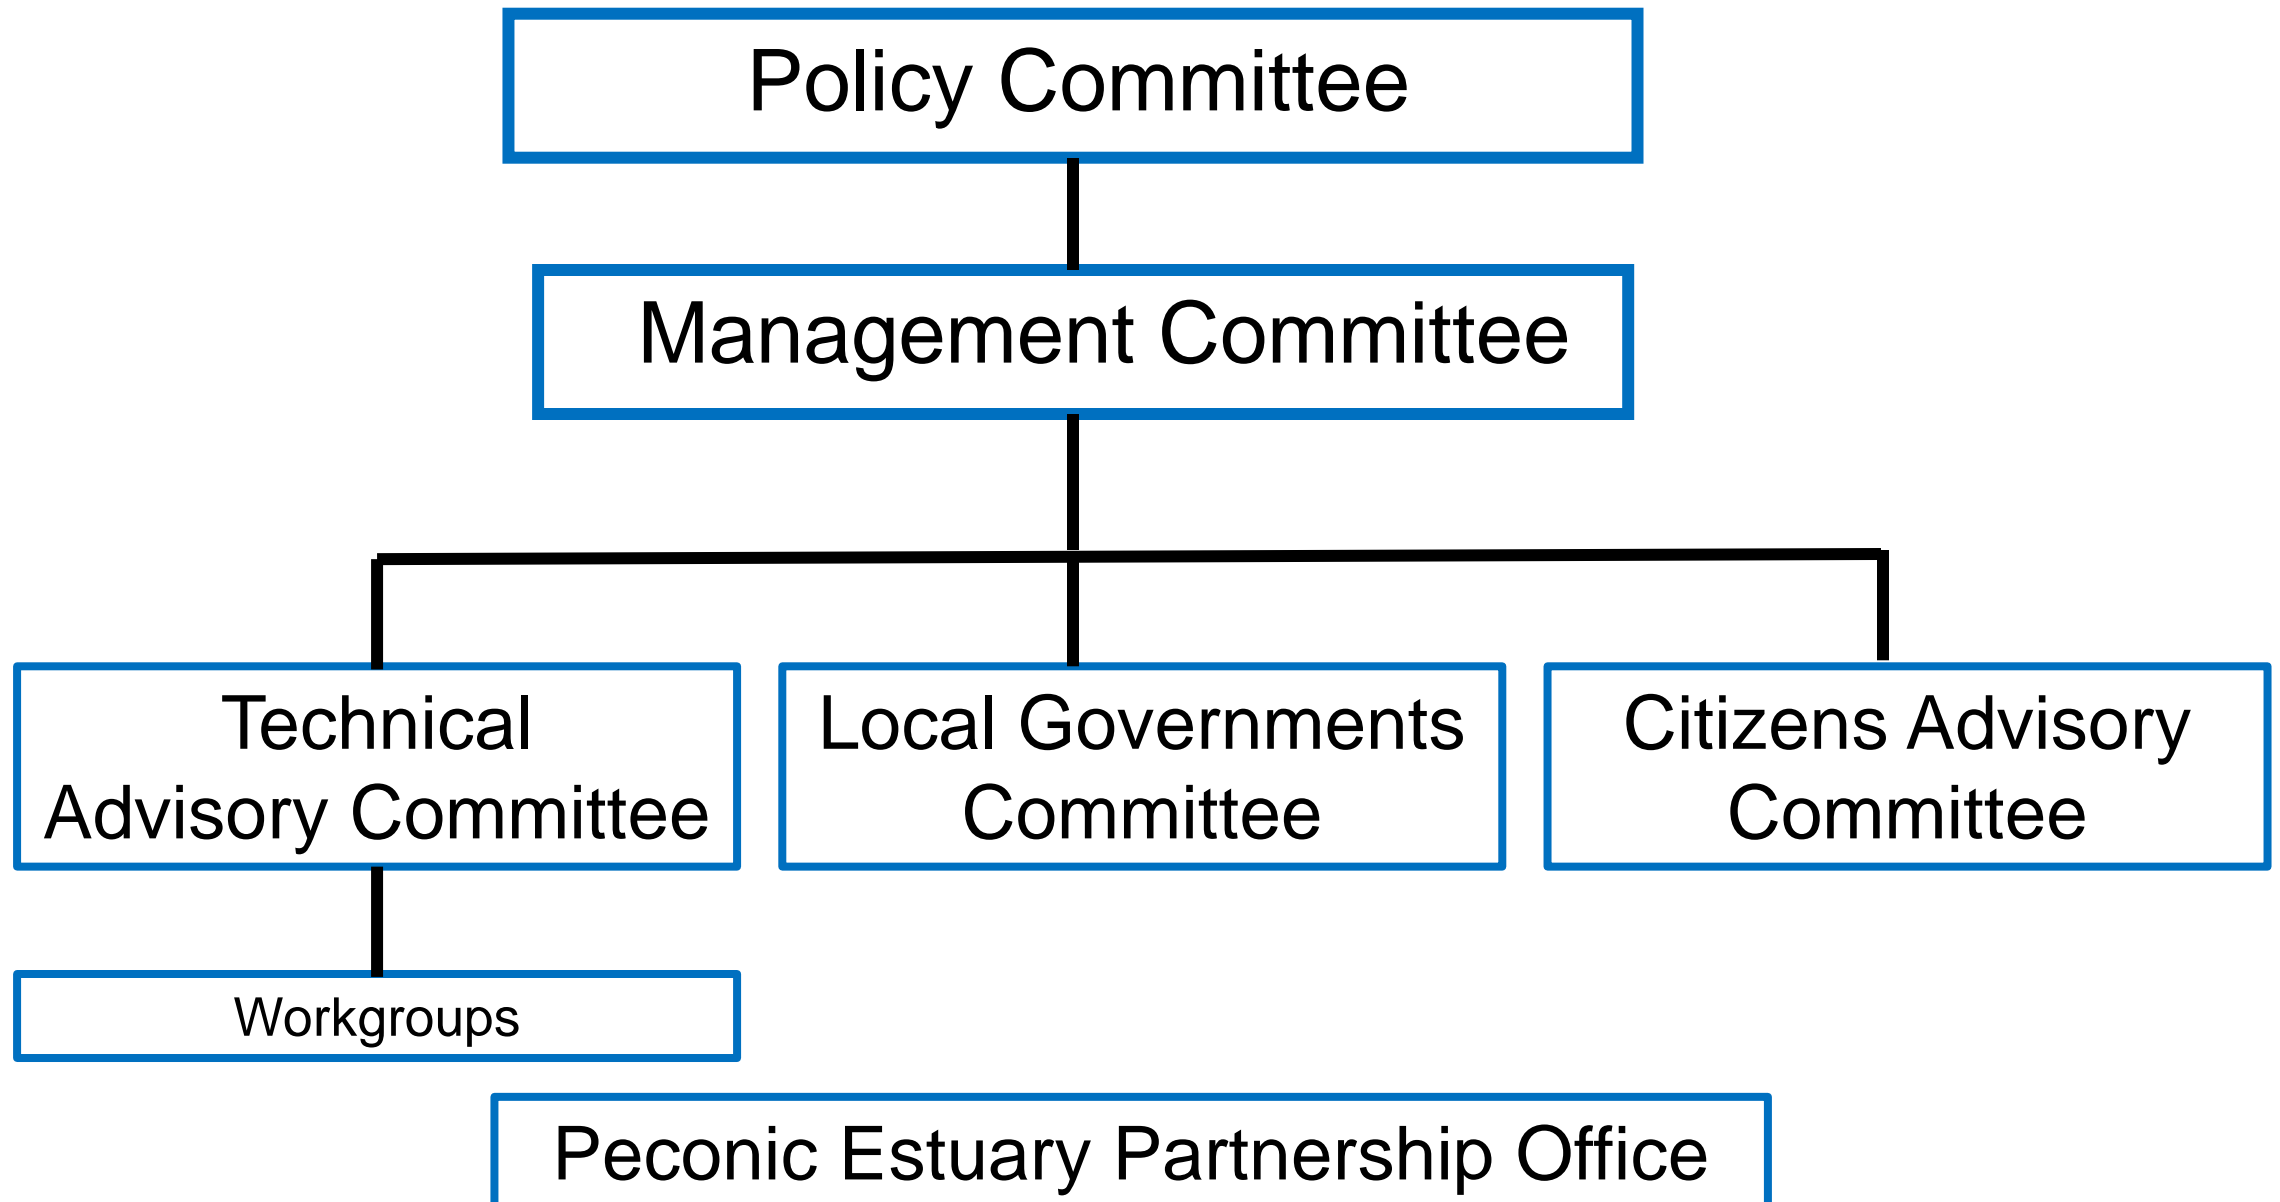 Policy Committee
Management Committee
Technical
Advisory Committee
Local Governments
Committee
Citizens Advisory
Committee
Workgroups
Peconic Estuary Partnership Office